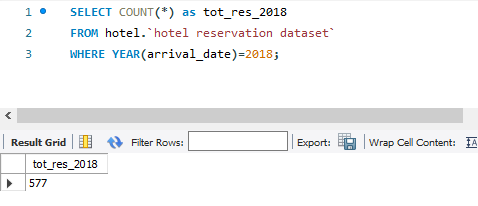 1 SELECT COUNT(*) as tot_res_2018
2 FROM hotel.`hotel reservation dataset`
3 WHERE YEAR(arrival_date)=2018;
Result Grid Filter Rows: Export: Wrap Cell Content: IA
tot_res_2018
577